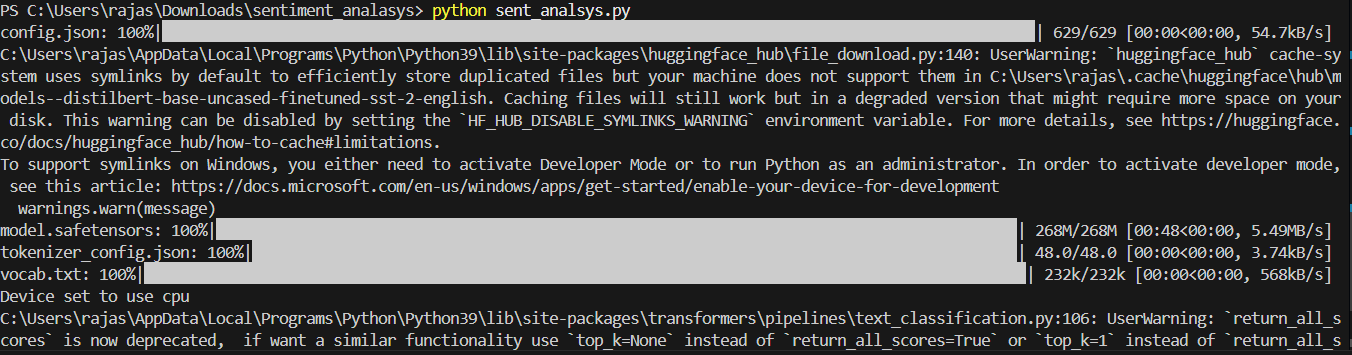 PS C:\Users\rajas\Downloads\sentiment_analasys> python sent_analsys.py
config.json: 100%| | 629/629 [00:00<00:00, 54.7kB/s]
C:\Users\rajas\AppData\Local\Programs\Python\Python39\lib\site-packages\huggingface_hub\file_download.py:140: UserWarning: `huggingface_hub` cache-sy
stem uses symlinks by default to efficiently store duplicated files but your machine does not support them in C:\Users\rajas\.cache\huggingface\hub\m
odels--distilbert-base-uncased-finetuned-sst-2-english. Caching files will still work but in a degraded version that might require more space on your
 disk. This warning can be disabled by setting the `HF_HUB_DISABLE_SYMLINKS_WARNING` environment variable. For more details, see https://huggingface.
co/docs/huggingface_hub/how-to-cache#limitations.
To support symlinks on Windows, you either need to activate Developer Mode or to run Python as an administrator. In order to activate developer mode,
 see this article: https://docs.microsoft.com/en-us/windows/apps/get-started/enable-your-device-for-development
  warnings.warn(message)
model.safetensors: 100%| | 268M/268M [00:48<00:00, 5.49MB/s]
tokenizer_config.json: 100%| | 48.0/48.0 [00:00<00:00, 3.74kB/s]
vocab.txt: 100%| | 232k/232k [00:00<00:00, 568kB/s]
Device set to use cpu
C:\Users\rajas\AppData\Local\Programs\Python\Python39\lib\site-packages\transformers\pipelines\text_classification.py:106: UserWarning: `return_all_s
cores` is now deprecated,  if want a similar functionality use `top_k=None` instead of `return_all_scores=True` or `top_k=1` instead of `return_all_s